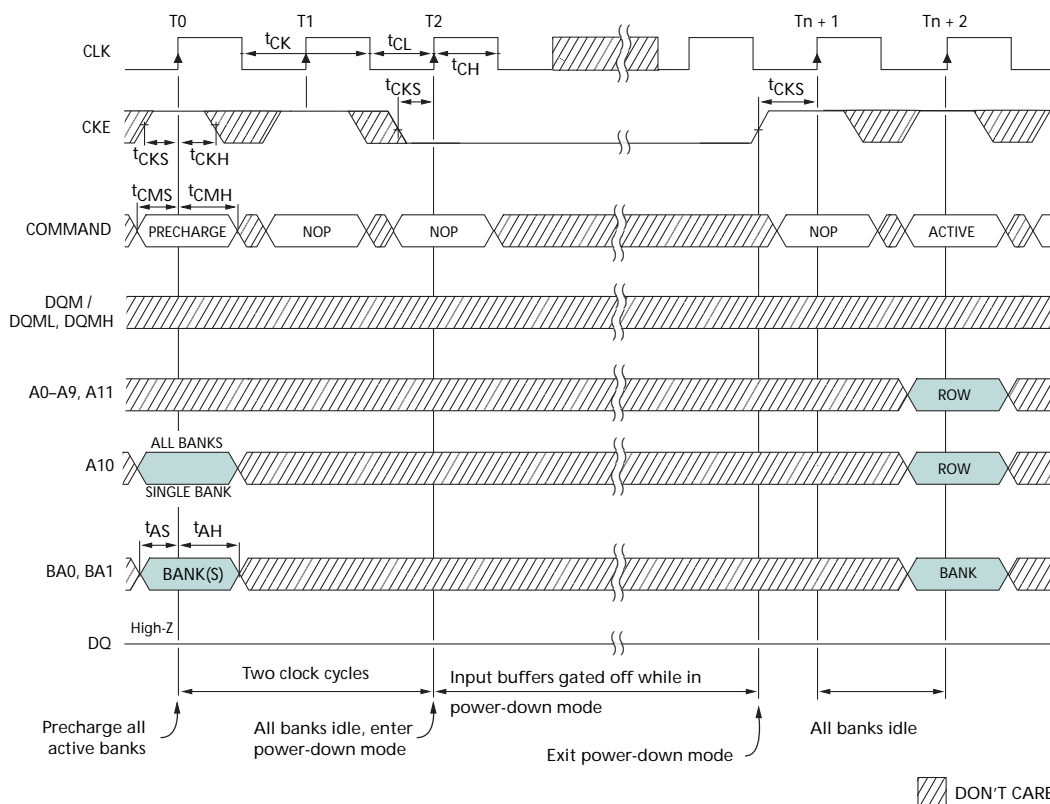 T0 T1 T2 Tn + 1 Tn + 2
CLK
tCK tCL tCH
tCKS tCKS
CKE
tCKS tCKH
tCMS tCMH
COMMAND PRECHARGE NOP NOP NOP ACTIVE
DQM /
DQML, DQMH
A0–A9, A11 ROW
ALL BANKS
A10 ROW
SINGLE BANK
tAS tAH
BA0, BA1 BANK(S) BANK
High-Z
DQ
Two clock cycles
Input buffers gated off while in
power-down mode
Precharge all
active banks
All banks idle, enter
power-down mode
Exit power-down mode
All banks idle
DON'T CARE